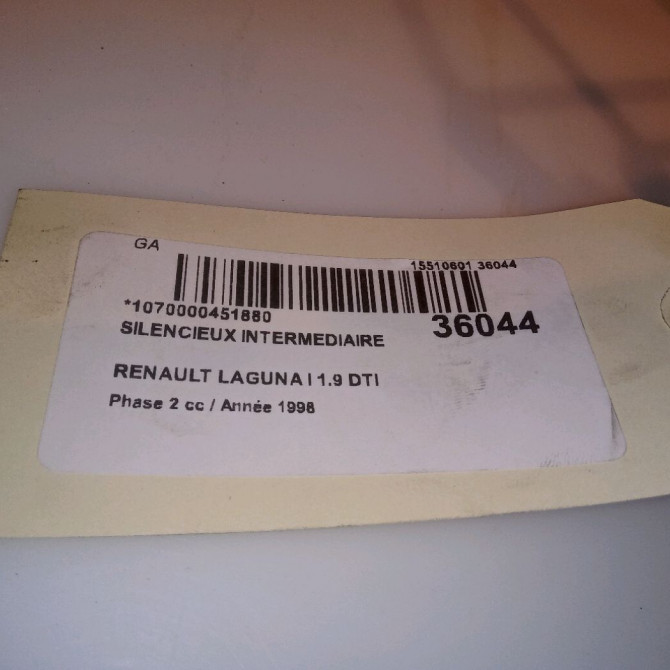 GA
15510601 36044
*1070000451880
36044
SILENCIEUX INTERMEDIAIRE
RENAULT LAGUNA I 1.9 DTI
Phase 2 cc / Année 1998